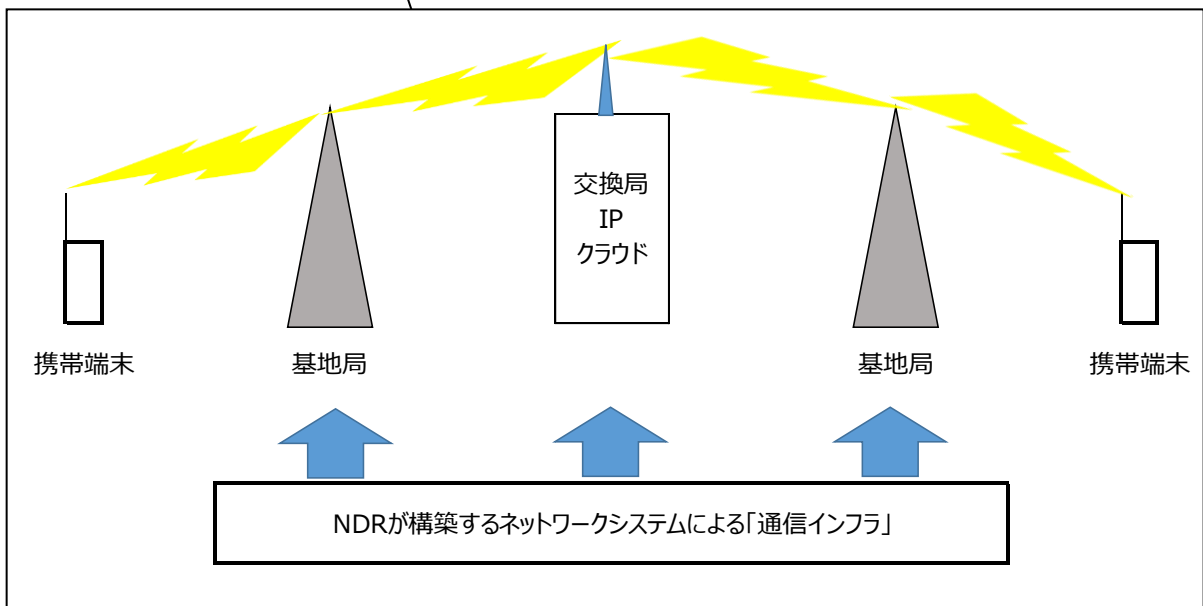 交換局
IP
クラウド
携帯端末
基地局
基地局
携帯端末
NDRが構築するネットワークシステムによる「通信インフラ」